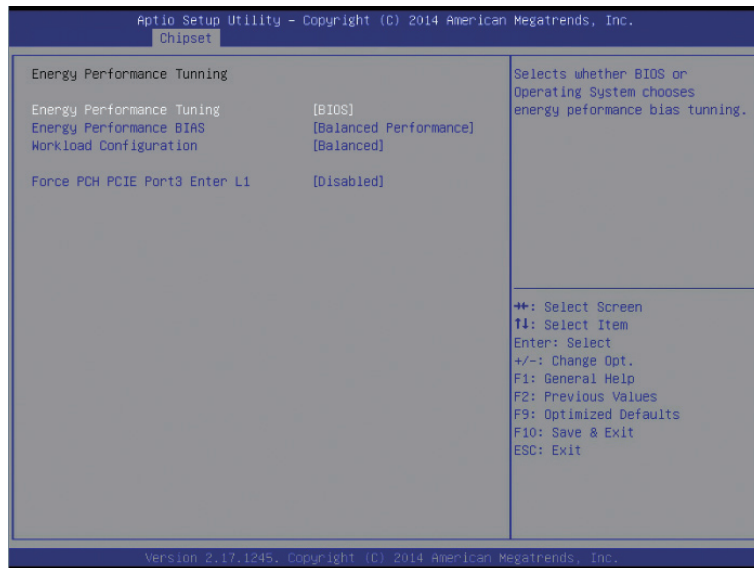 Aptio Setup Utility – Copyright (C) 2014 American Megatrends, Inc.
Chipset
Energy Performance Tunning
Energy Performance Tuning [BIOS]
Energy Performance BIAS [Balanced Performance]
Workload Configuration [Balanced]
Force PCH PCIE Port3 Enter L1 [Disabled]
Selects whether BIOS or
Operating System chooses
energy peformance bias tunning.
→←: Select Screen
↑↓: Select Item
Enter: Select
+/-: Change Opt.
F1: General Help
F2: Previous Values
F9: Optimized Defaults
F10: Save & Exit
ESC: Exit
Version 2.17.1245. Copyright (C) 2014 American Megatrends, Inc.